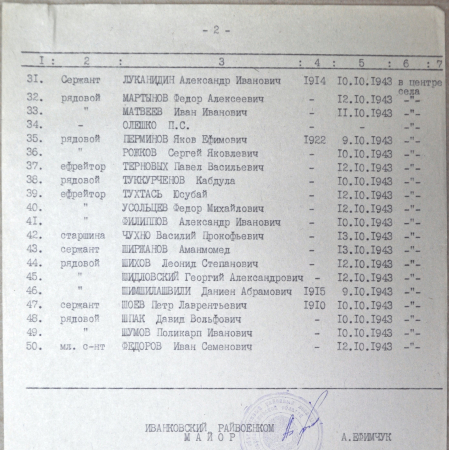 - 2 -
I : 2 : 3 : 4 : 5 : 6 : 7
31. Сержант ЛУКАНИДИН Александр Иванович 1914 10.10.1943 в центре села
32. рядовой МАРТЫНОВ Федор Алексеевич - 12.10.1943 -"-
33. " МАТВЕЕВ Иван Иванович - 11.10.1943 -"-
34. - ОЛЕШКО П.С. - - -"-
35. рядовой ПЕРМИНОВ Яков Ефимович 1922 9.10.1943 -"-
36. " РОЖКОВ Сергей Яковлевич - 10.10.1943 -"-
37. ефрейтор ТЕРНОВЫХ Павел Васильевич - 12.10.1943 -"-
38. рядовой ТУККУРЧЕНОВ Кабдула - 10.10.1943 -"-
39. ефрейтор ТУХТАСЬ Юсубай - 12.10.1943 -"-
40. " УСОЛЬЦЕВ Федор Михайлович - 12.10.1943 -"-
41. " ФИЛИППОВ Александр Иванович - 10.10.1943 -"-
42. старшина ЧУХНО Василий Прокофьевич - 13.10.1943 -"-
43. сержант ШИРЖАНОВ Аманмомед - 13.10.1943 -"-
44. рядовой ШИХОВ Леонид Степанович - 12.10.1943 -"-
45. " ШИДЛОВСКИЙ Георгий Александрович - 12.10.1943 -"-
46. " ШИМШИЛАШВИЛИ Даниен Абрамович 1915 9.10.1943 -"-
47. сержант ШОЕВ Петр Лаврентьевич 1910 10.10.1943 -"-
48. рядовой ШПАК Давид Вольфович - 10.10.1943 -"-
49. " ШУМОВ Поликарп Иванович - 10.10.1943 -"-
50. мл. с-нт ФЕДОРОВ Иван Семанович - 12.10.1943 -"-
ИВАНКОВСКИЙ РАЙВОЕНКОМ
МАЙОР А.ЕФИМЧУК